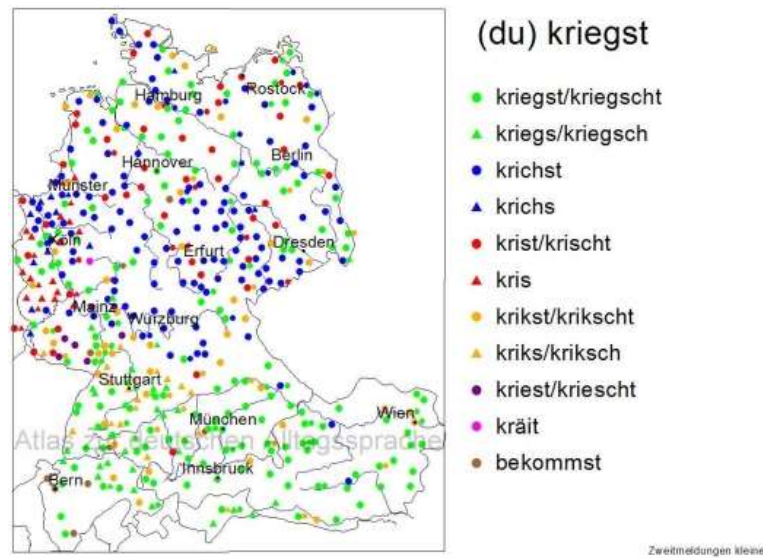 (du) kriegst
kriegst/kriegscht
kriegs/kriegsch
krichst
krichs
krist/krischt
kris
krikst/krikscht
kriks/kriksch
kriest/kriescht
kräit
bekommst
Rostock
Hamburg
Hannover
Berlin
Münster
Köln
Erfurt
Dresden
Mainz
Würzburg
Stuttgart
München
Wien
Atlas zur deutschen Alltagssprache
Innsbruck
Bern
Zweitmeldungen kleiner